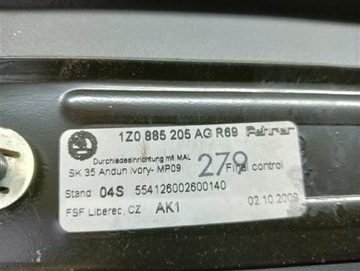 1Z0 885 205 AG R69 Fehrer
Durchladeeinrichtung mit MAL
SK 35 Andun ivory- MP09 279 Final control
Stand: 04S 554126002600140
FSF Liberec, CZ AK1 02.10.2009